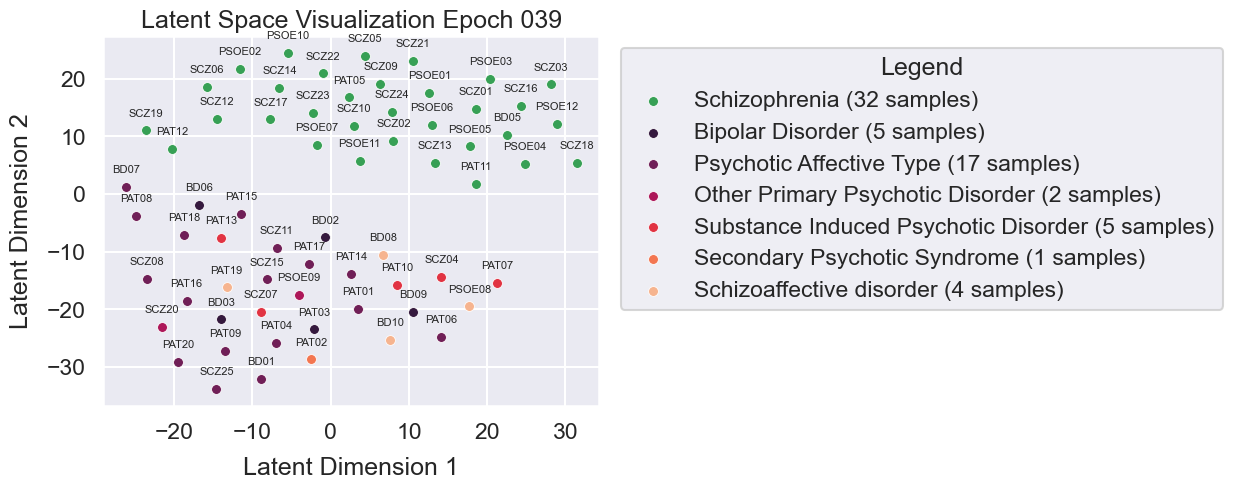 Latent Space Visualization Epoch 039
PSOE10
SCZ05
SCZ21
PSOE02
SCZ22
SCZ09
PSOE03
SCZ06
SCZ14
PAT05
PSOE01
SCZ03
SCZ12
SCZ17
SCZ23
SCZ10
SCZ24
SCZ01
SCZ16
SCZ19
PAT12
PSOE07
SCZ02
PSOE06
BD05
PSOE12
PSOE11
SCZ13
PSOE05
PSOE04
SCZ18
BD07
PAT11
PAT08
BD06
PAT15
PAT18
PAT13
SCZ11
BD02
PAT17
BD08
SCZ08
PAT19
SCZ15
PSOE09
PAT14
PAT10
SCZ04
PAT07
PAT16
BD03
SCZ07
PAT01
BD09
PSOE08
SCZ20
PAT09
PAT04
PAT03
BD10
PAT06
PAT20
SCZ25
BD01
PAT02
20
10
0
−10
−20
−30
Latent Dimension 2
−20 −10 0 10 20 30
Latent Dimension 1
Legend
Schizophrenia (32 samples)
Bipolar Disorder (5 samples)
Psychotic Affective Type (17 samples)
Other Primary Psychotic Disorder (2 samples)
Substance Induced Psychotic Disorder (5 samples)
Secondary Psychotic Syndrome (1 samples)
Schizoaffective disorder (4 samples)